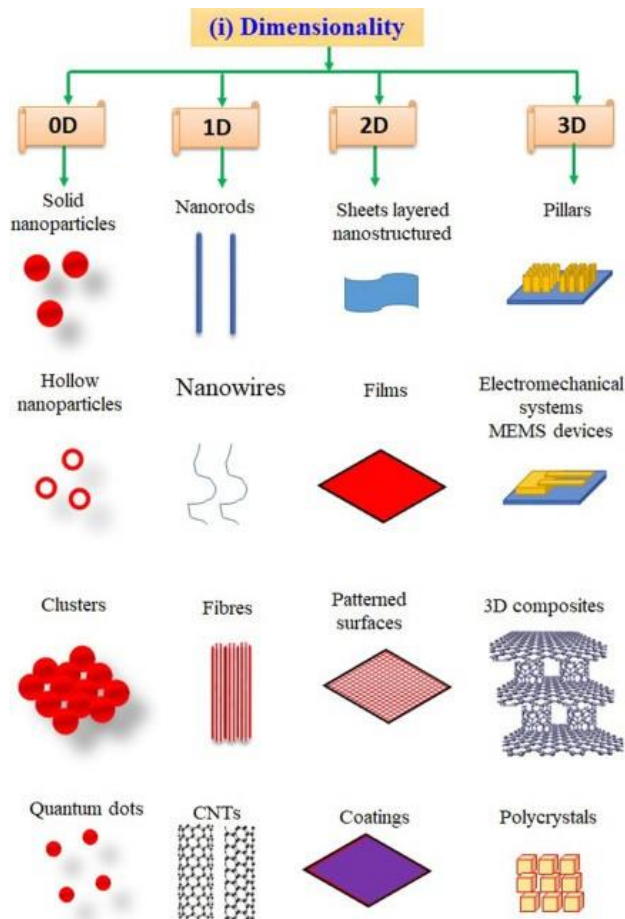 (i) Dimensionality
0D
1D
2D
3D
Solid
nanoparticles
Nanorods
Sheets layered
nanostructured
Pillars
Hollow
nanoparticles
Nanowires
Films
Electromechanical
systems
MEMS devices
Clusters
Fibres
Patterned
surfaces
3D composites
Quantum dots
CNTs
Coatings
Polycrystals